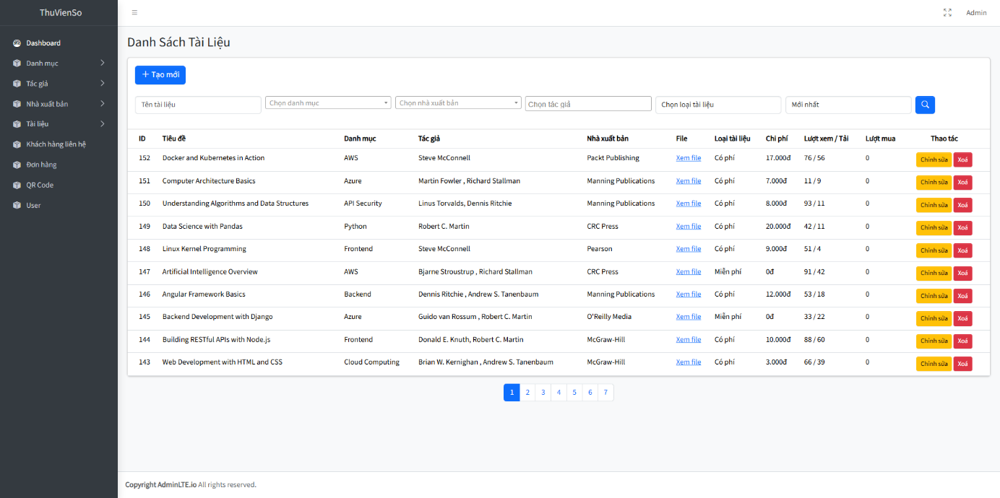 ThuVienSo
Admin
Dashboard
Danh mục
Tác giả
Nhà xuất bản
Tài liệu
Khách hàng liên hệ
Đơn hàng
QR Code
User
Danh Sách Tài Liệu
+ Tạo mới
Tên tài liệu Chọn danh mục Chọn nhà xuất bản Chọn tác giả Chọn loại tài liệu Mới nhất
ID Tiêu đề Danh mục Tác giả Nhà xuất bản File Loại tài liệu Chi phí Lượt xem / Tải Lượt mua Thao tác
152 Docker and Kubernetes in Action AWS Steve McConnell Packt Publishing Xem file Có phí 17.000đ 76 / 56 0 Chỉnh sửa Xoá
151 Computer Architecture Basics Azure Martin Fowler , Richard Stallman Manning Publications Xem file Có phí 7.000đ 11 / 9 0 Chỉnh sửa Xoá
150 Understanding Algorithms and Data Structures API Security Linus Torvalds, Dennis Ritchie Manning Publications Xem file Có phí 8.000đ 93 / 11 0 Chỉnh sửa Xoá
149 Data Science with Pandas Python Robert C. Martin CRC Press Xem file Có phí 20.000đ 42 / 11 0 Chỉnh sửa Xoá
148 Linux Kernel Programming Frontend Steve McConnell Pearson Xem file Có phí 9.000đ 51 / 4 0 Chỉnh sửa Xoá
147 Artificial Intelligence Overview AWS Bjarne Stroustrup , Richard Stallman CRC Press Xem file Miễn phí 0đ 91 / 42 0 Chỉnh sửa Xoá
146 Angular Framework Basics Backend Dennis Ritchie , Andrew S. Tanenbaum Manning Publications Xem file Có phí 12.000đ 53 / 18 0 Chỉnh sửa Xoá
145 Backend Development with Django Azure Guido van Rossum , Robert C. Martin O'Reilly Media Xem file Miễn phí 0đ 33 / 22 0 Chỉnh sửa Xoá
144 Building RESTful APIs with Node.js Frontend Donald E. Knuth, Robert C. Martin McGraw-Hill Xem file Có phí 10.000đ 88 / 60 0 Chỉnh sửa Xoá
143 Web Development with HTML and CSS Cloud Computing Brian W. Kernighan , Andrew S. Tanenbaum McGraw-Hill Xem file Có phí 3.000đ 66 / 39 0 Chỉnh sửa Xoá
1 2 3 4 5 6 7
Copyright AdminLTE.io All rights reserved.